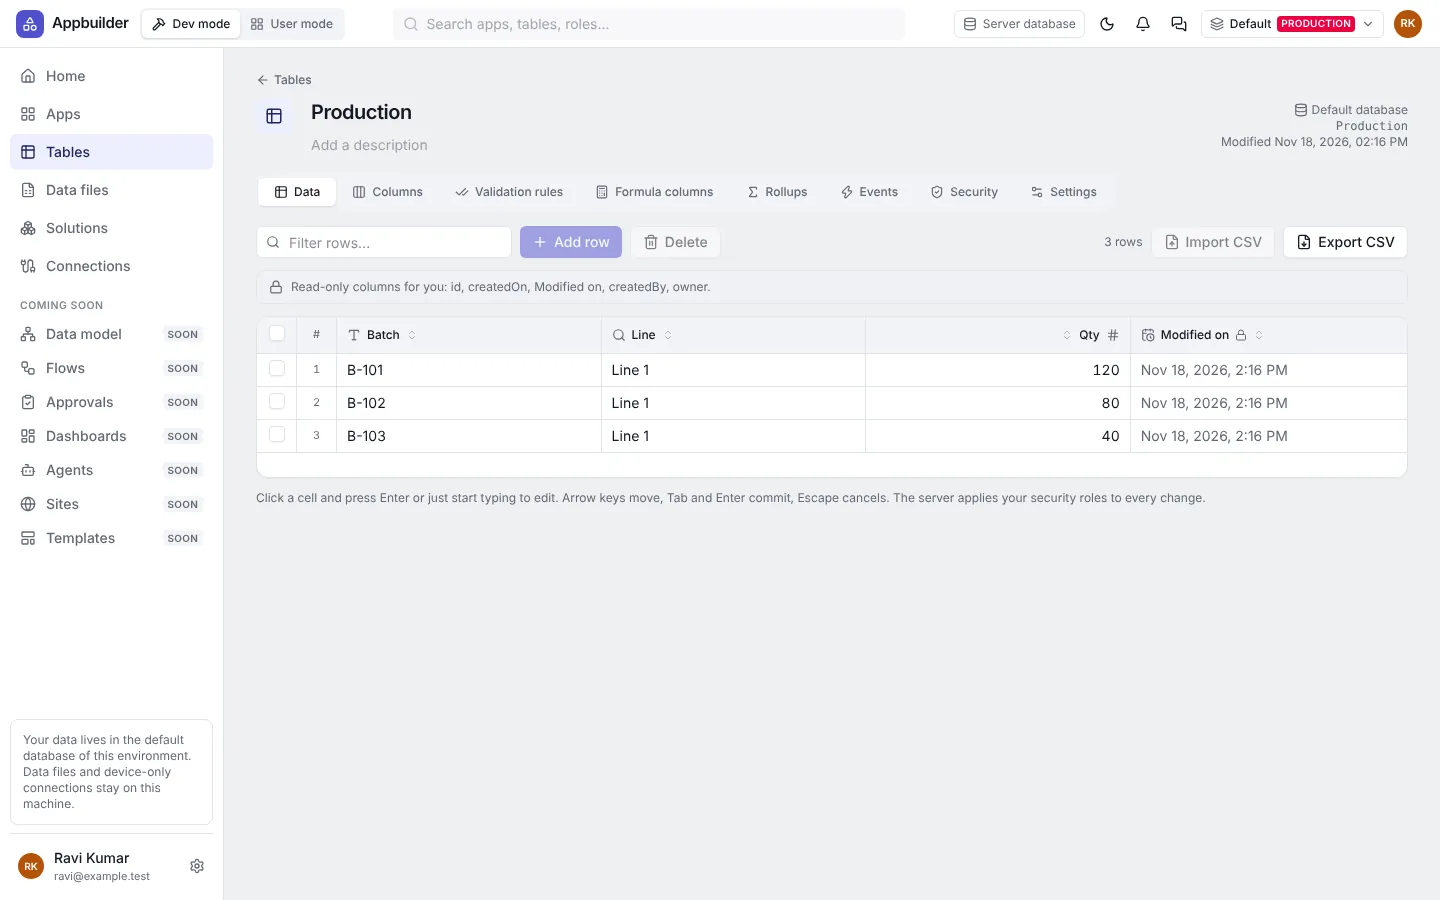 Appbuilder
Dev mode
User mode
Search apps, tables, roles...
Server database
Default PRODUCTION
RK
Home
Apps
Tables
Data files
Solutions
Connections
COMING SOON
Data model SOON
Flows SOON
Approvals SOON
Dashboards SOON
Agents SOON
Sites SOON
Templates SOON
Your data lives in the default
database of this environment.
Data files and device-only
connections stay on this
machine.
RK
Ravi Kumar
ravi@example.test
Tables
Production
Add a description
Default database
Production
Modified Nov 18, 2026, 02:16 PM
Data
Columns
Validation rules
Formula columns
Rollups
Events
Security
Settings
Filter rows...
Add row
Delete
3 rows
Import CSV
Export CSV
Read-only columns for you: id, createdOn, Modified on, createdBy, owner.
# Batch Line Qty # Modified on
1 B-101 Line 1 120 Nov 18, 2026, 2:16 PM
2 B-102 Line 1 80 Nov 18, 2026, 2:16 PM
3 B-103 Line 1 40 Nov 18, 2026, 2:16 PM
Click a cell and press Enter or just start typing to edit. Arrow keys move, Tab and Enter commit, Escape cancels. The server applies your security roles to every change.